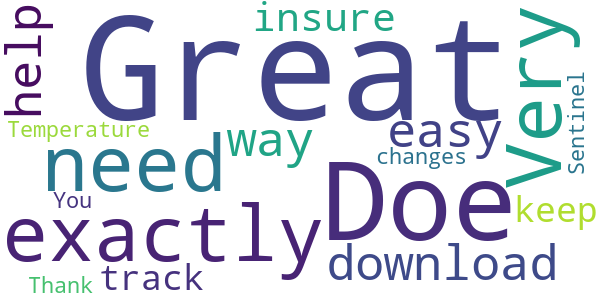 help
Great
insure
Very
Temperature
way
easy
Sentinel
need
changes
You
Doe
keep
exactly
download
Thank
track